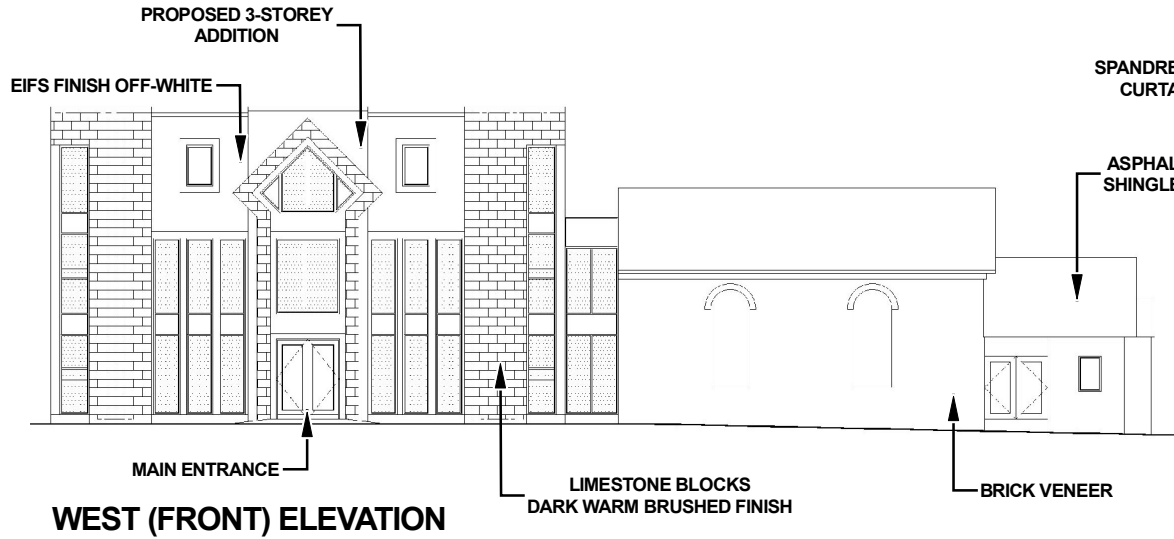 PROPOSED 3-STOREY
ADDITION
EIFS FINISH OFF-WHITE
MAIN ENTRANCE
LIMESTONE BLOCKS
DARK WARM BRUSHED FINISH
BRICK VENEER
WEST (FRONT) ELEVATION